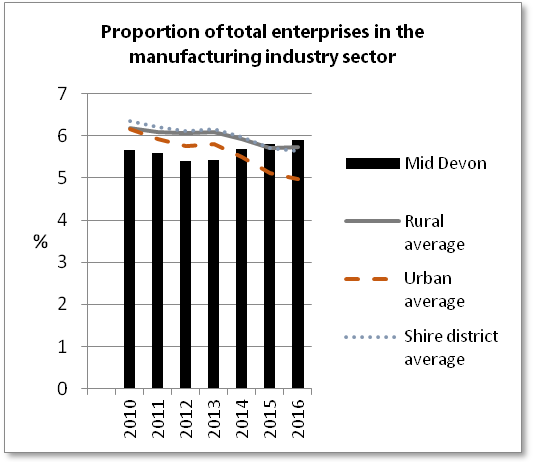 Proportion of total enterprises in the
manufacturing industry sector
7
6
5
4
3
2
1
0
%
2010
2011
2012
2013
2014
2015
2016
Mid Devon
Rural
average
Urban
average
Shire district
average